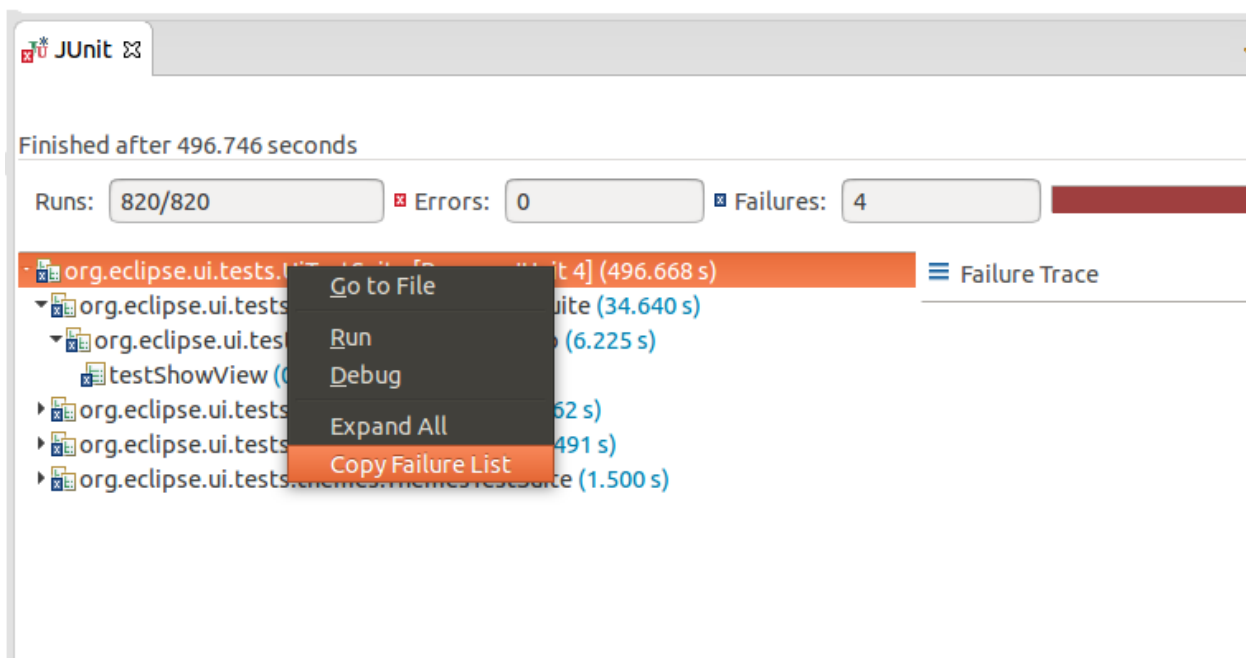 JUnit
Finished after 496.746 seconds
Runs: 820/820 Errors: 0 Failures: 4
org.eclipse.ui.tests. 4] (496.668 s)
Failure Trace
org.eclipse.ui.tests (34.640 s)
org.eclipse.ui.tes (6.225 s)
testShowView
org.eclipse.ui.tests 62 s)
org.eclipse.ui.tests 491 s)
org.eclipse.ui.tests.themes.ThemesTestSuite (1.500 s)
Go to File
Run
Debug
Expand All
Copy Failure List